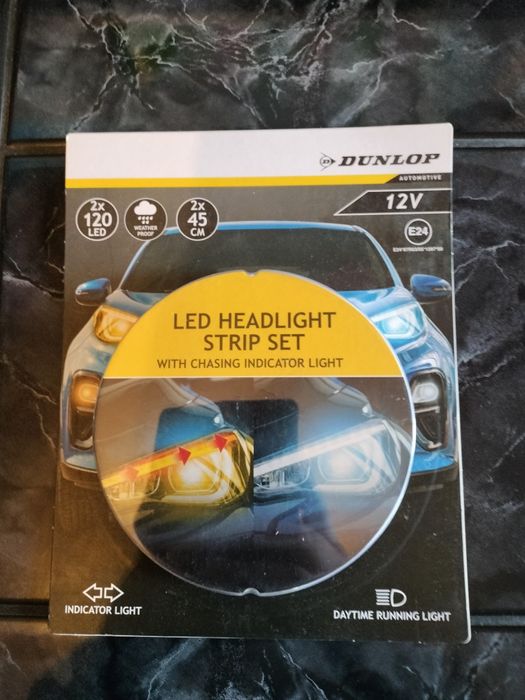 DUNLOP
AUTOMOTIVE
12V
2x
120
LED
WEATHER
PROOF
2x
45
CM
E24
LED HEADLIGHT
STRIP SET
WITH CHASING INDICATOR LIGHT
INDICATOR LIGHT
DAYTIME RUNNING LIGHT